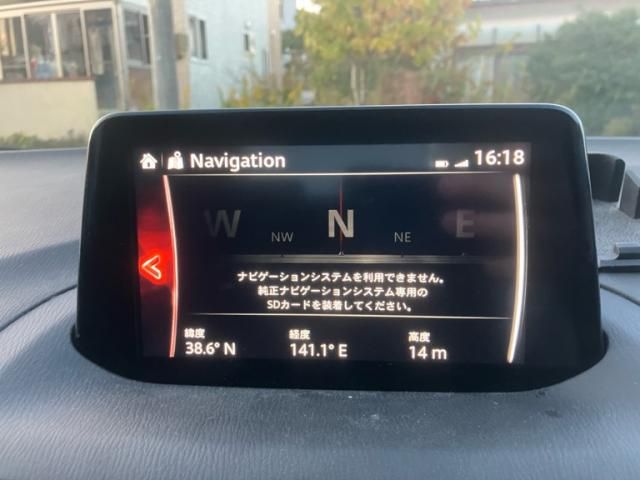 Navigation 16:18
W NW N NE E
ナビゲーションシステムを利用できません。
純正ナビゲーションシステム専用の
SDカードを装着してください。
緯度 経度 高度
38.6° N 141.1° E 14 m